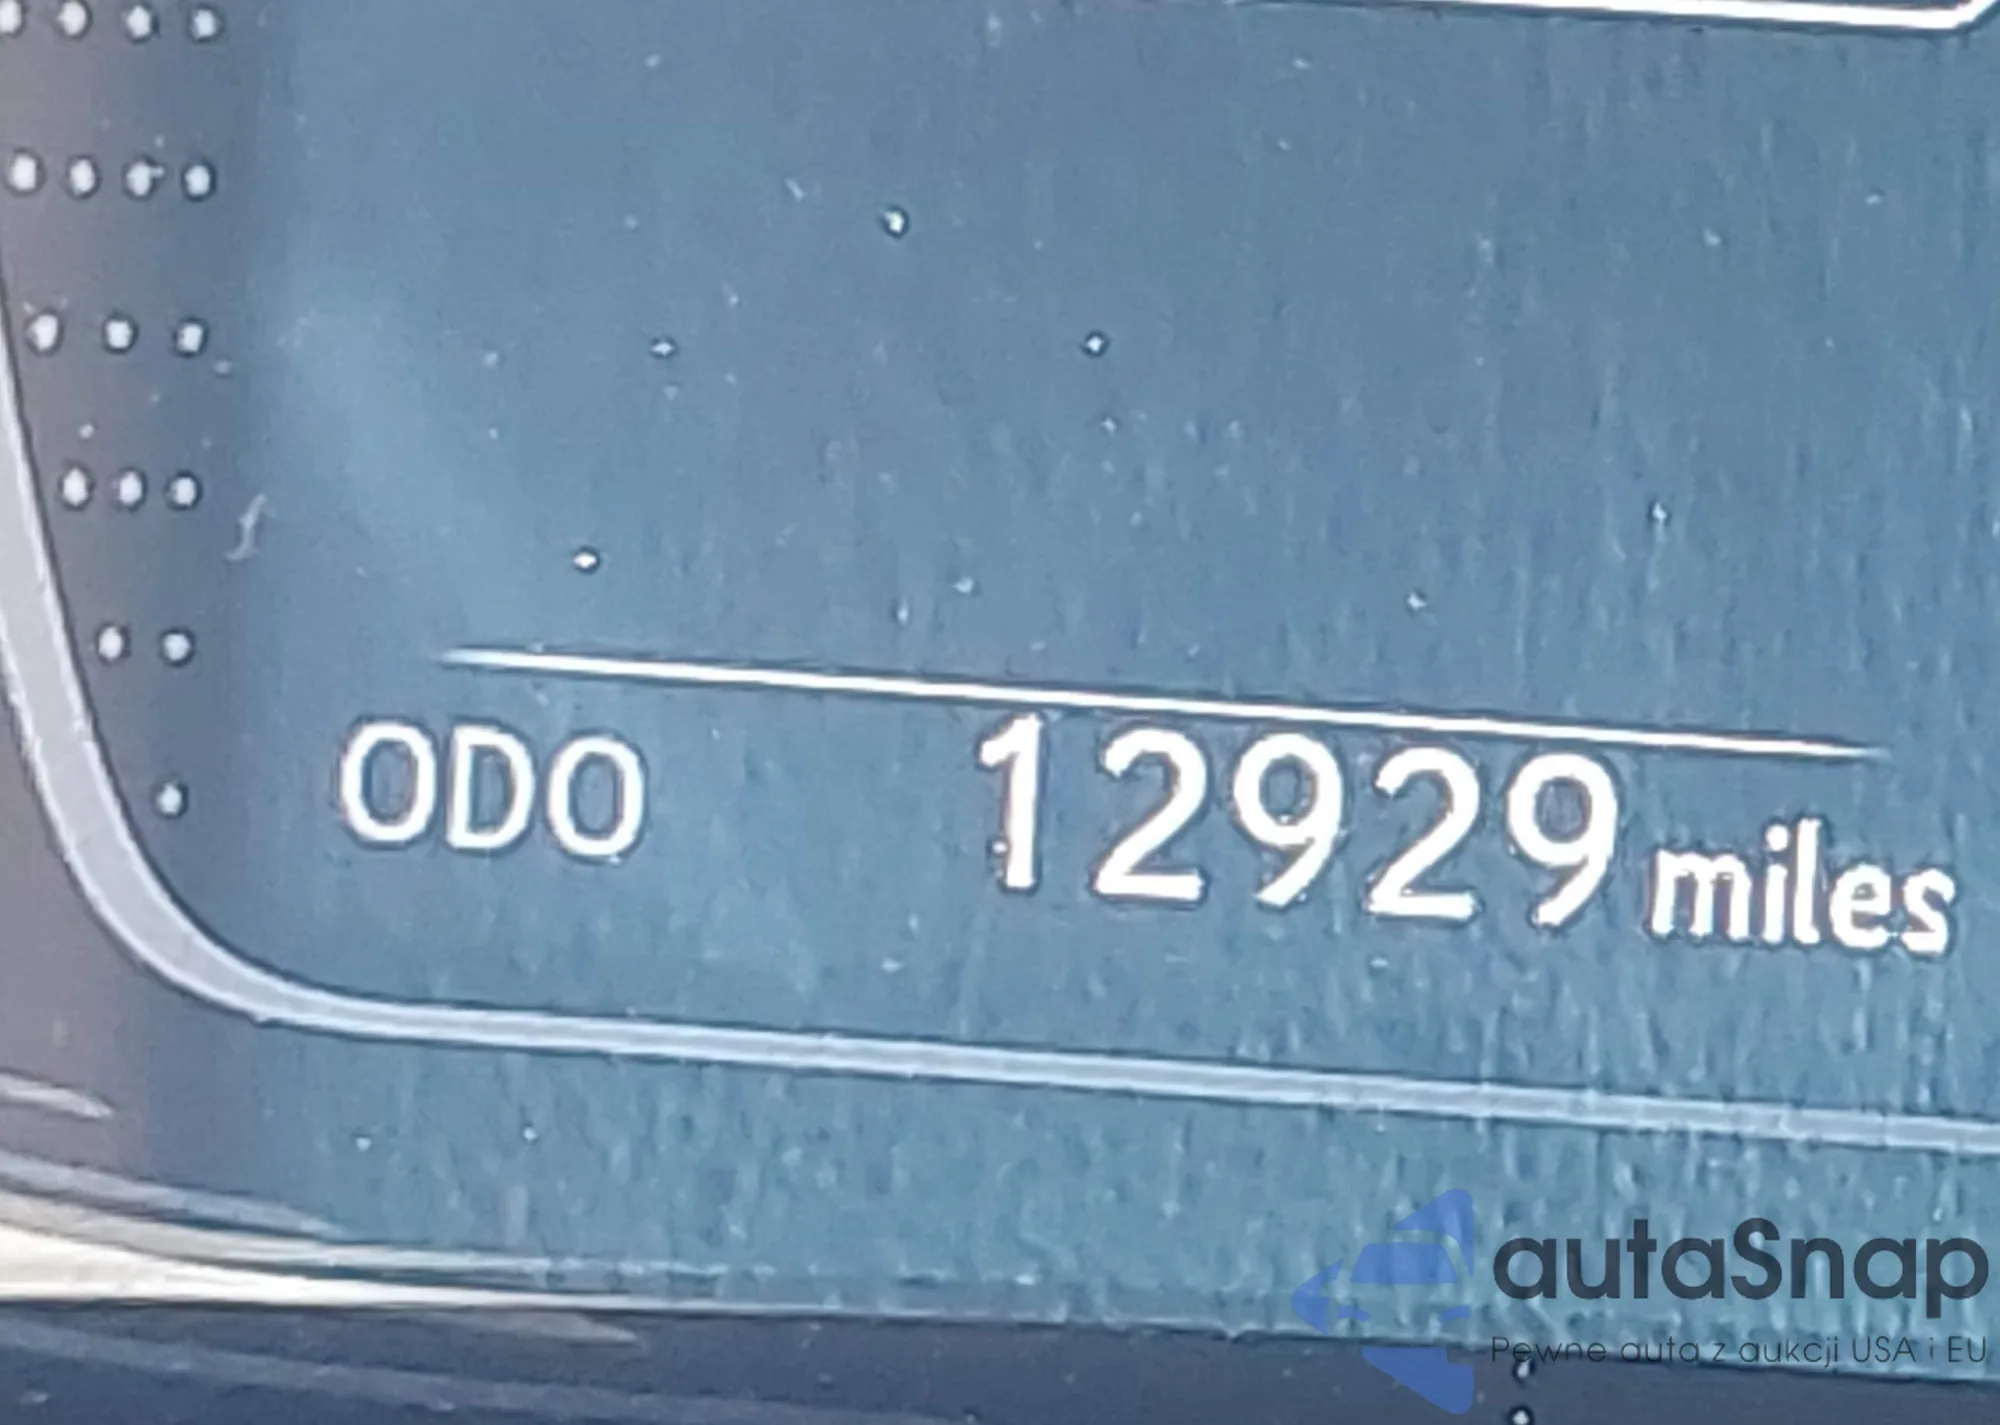 ODO 12929 miles
autaSnap
Pewne auta z aukcji USA i EU